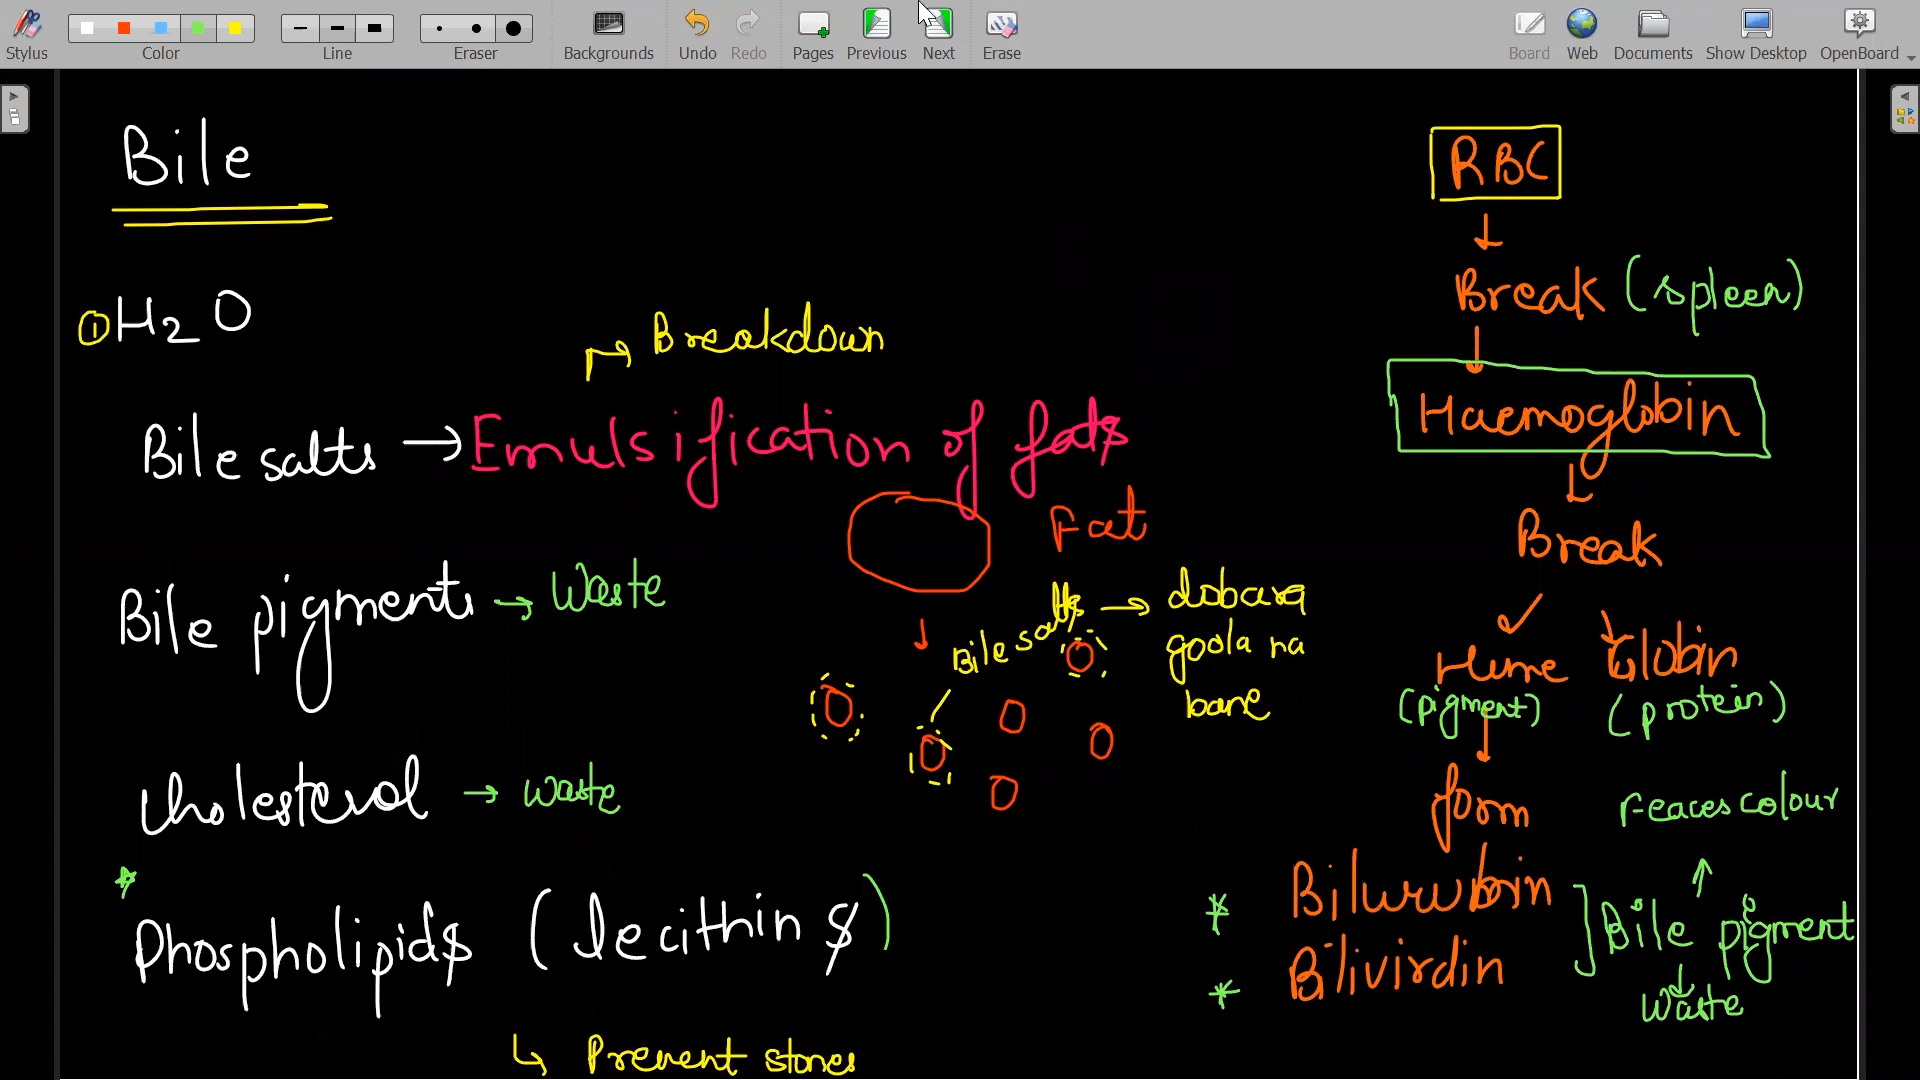 Stylus
Color
Line
Eraser
Backgrounds
Undo
Redo
Pages
Previous
Next
Erase
Board
Web
Documents
Show Desktop
OpenBoard
Bile
① H2O
Breakdown
Bile salts → Emulsification of fats
Fat
Bile salts → dobara
goola na
bane
Bile pigments → Waste
Cholesterol → waste
* Phospholipids (lecithins)
↳ Prevent stones
RBC
↓
Break (spleen)
↓
Haemoglobin
↓
Break
Heme Globin
(pigment) (protein)
↓
form
* Bilurubin
* Bilivirdin
Bile pigment
↑
Feaces colour
↓
Waste